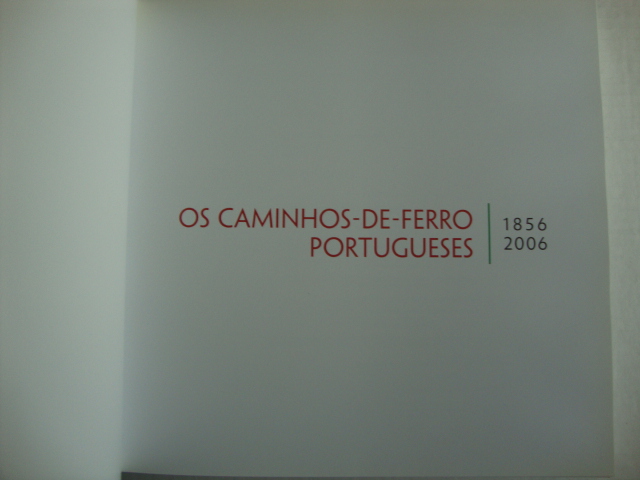 OS CAMINHOS-DE-FERRO
PORTUGUESES
1856
2006